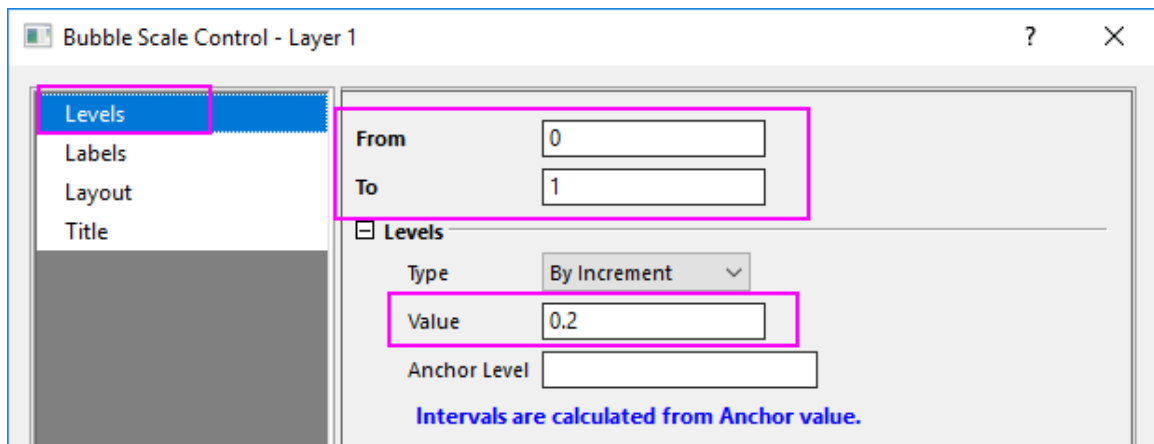 Bubble Scale Control - Layer 1 ?
Levels
Labels
Layout
Title
From 0
To 1
Levels
Type By Increment
Value 0.2
Anchor Level
Intervals are calculated from Anchor value.